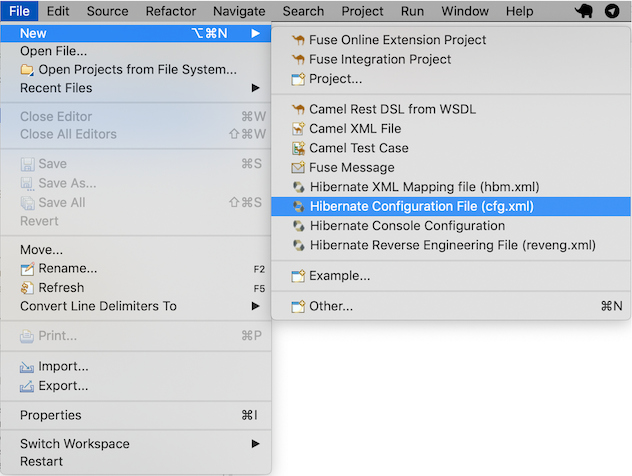 File Edit Source Refactor Navigate Search Project Run Window Help
New ⌥⌘N ▶
Open File...
Open Projects from File System...
Recent Files ▶
Close Editor ⌘W
Close All Editors ⇧⌘W
Save ⌘S
Save As...
Save All ⇧⌘S
Revert
Move...
Rename... F2
Refresh F5
Convert Line Delimiters To ▶
Print... ⌘P
Import...
Export...
Properties ⌘I
Switch Workspace ▶
Restart
Fuse Online Extension Project
Fuse Integration Project
Project...
Camel Rest DSL from WSDL
Camel XML File
Camel Test Case
Fuse Message
Hibernate XML Mapping file (hbm.xml)
Hibernate Configuration File (cfg.xml)
Hibernate Console Configuration
Hibernate Reverse Engineering File (reveng.xml)
Example...
Other... ⌘N